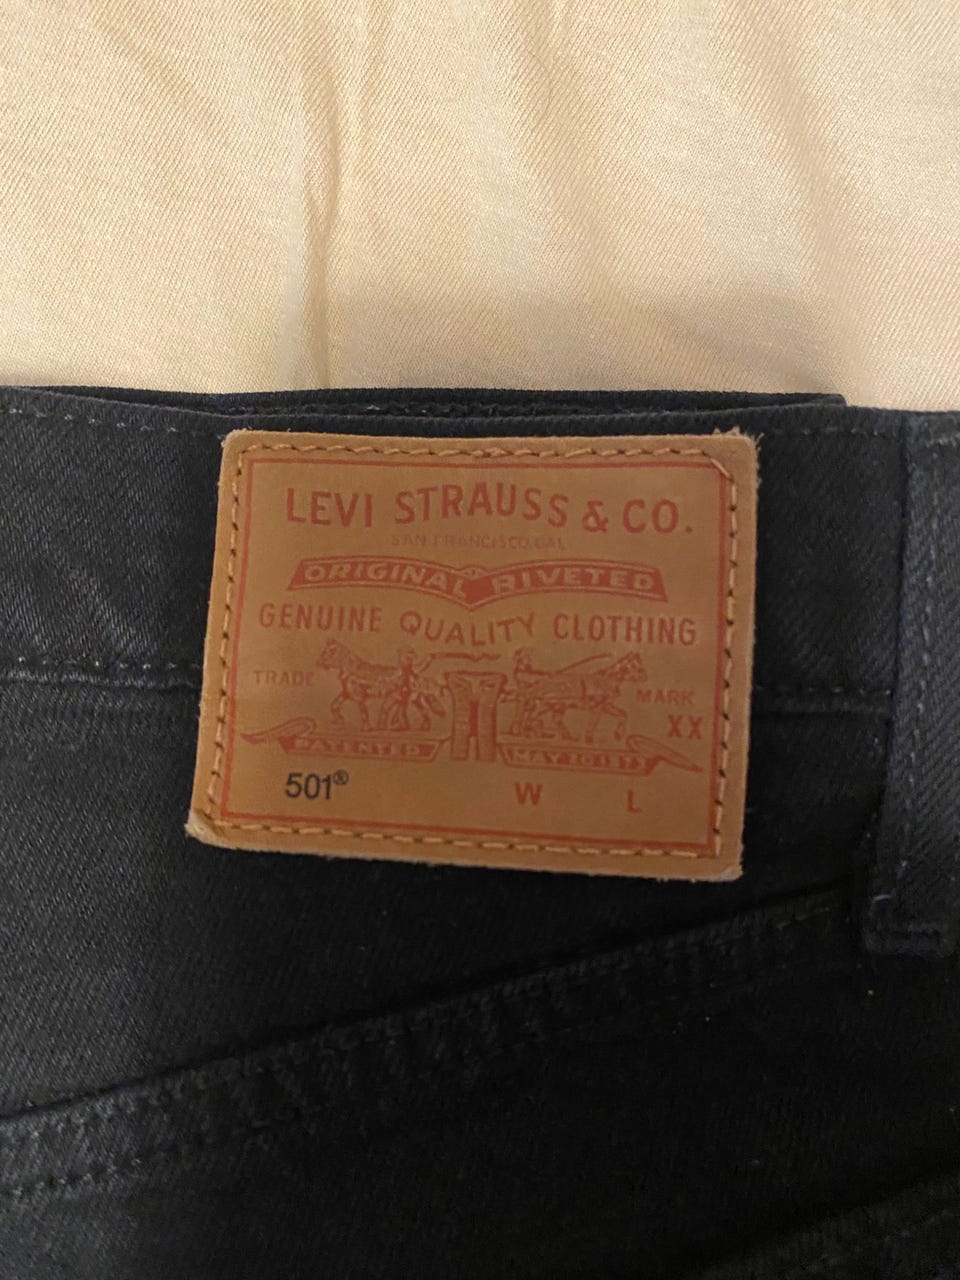 LEVI STRAUSS & CO.
SAN FRANCISCO, CAL
ORIGINAL RIVETED
GENUINE QUALITY CLOTHING
TRADE MARK
XX
PATENTED MAY 20 1873
501® W L